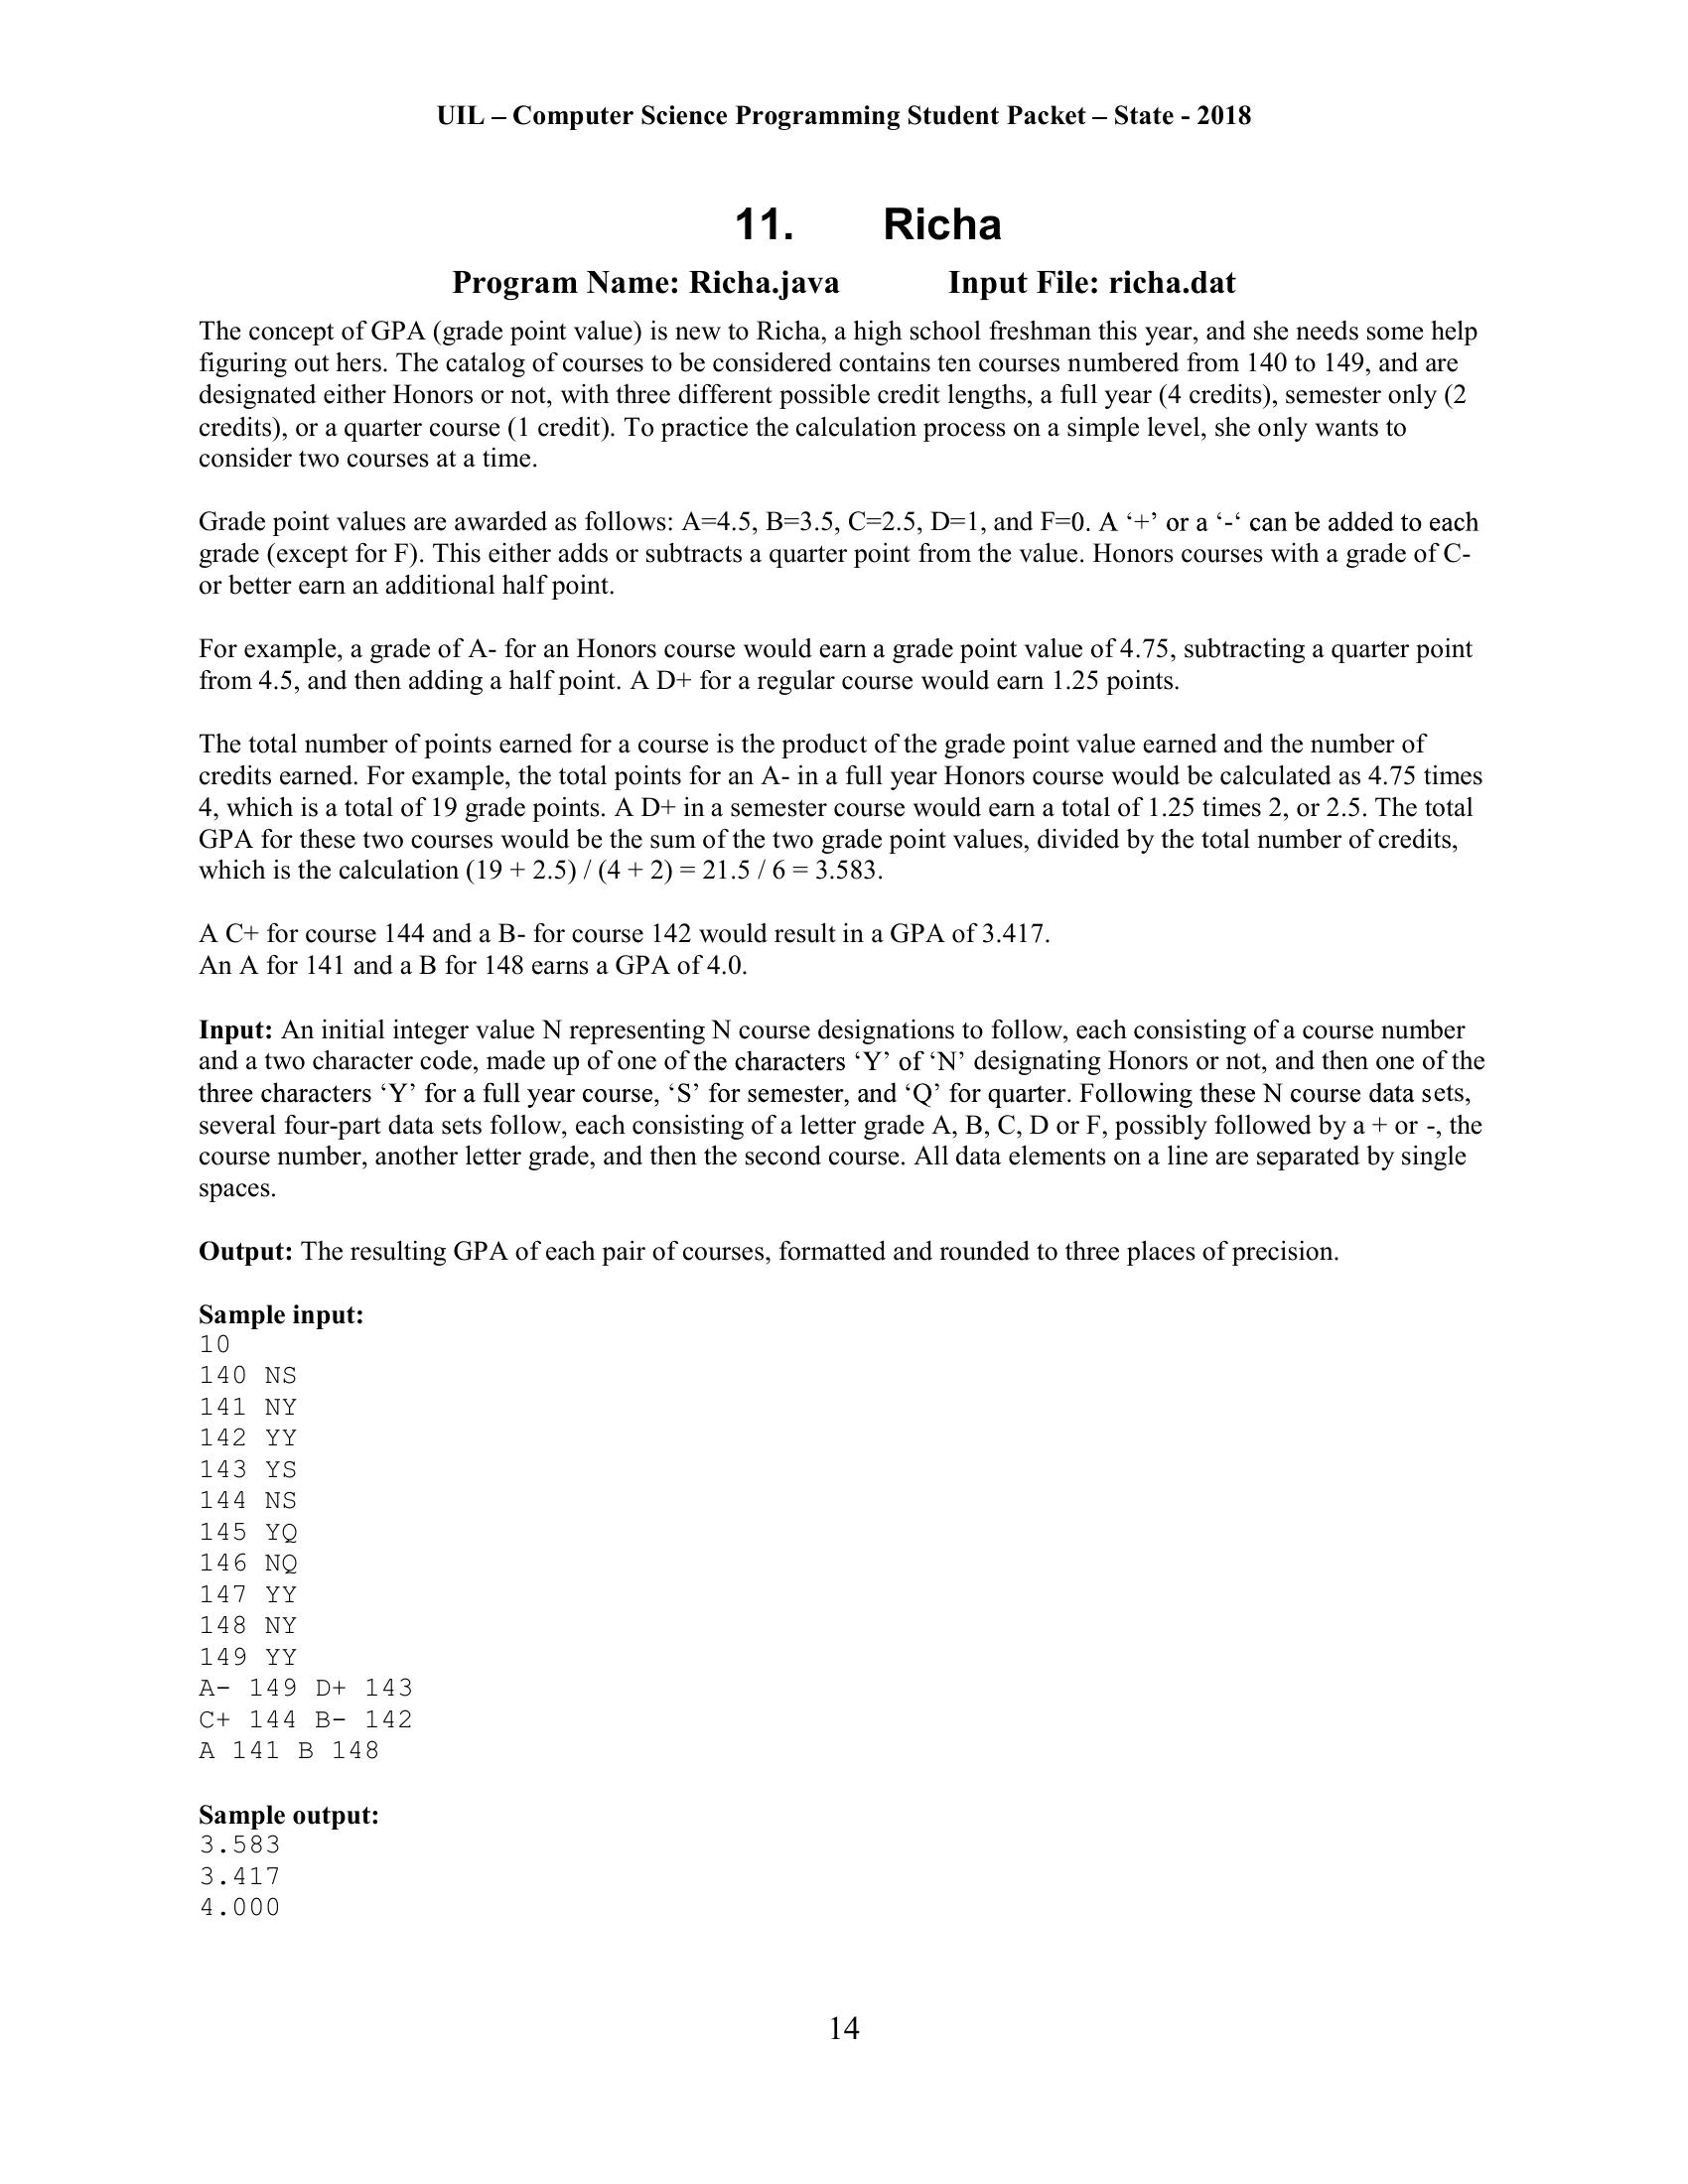 UIL – Computer Science Programming Student Packet – State - 2018
11. Richa
Program Name: Richa.java Input File: richa.dat
The concept of GPA (grade point value) is new to Richa, a high school freshman this year, and she needs some help
figuring out hers. The catalog of courses to be considered contains ten courses numbered from 140 to 149, and are
designated either Honors or not, with three different possible credit lengths, a full year (4 credits), semester only (2
credits), or a quarter course (1 credit). To practice the calculation process on a simple level, she only wants to
consider two courses at a time.
Grade point values are awarded as follows: A=4.5, B=3.5, C=2.5, D=1, and F=0. A ‘+’ or a ‘-‘ can be added to each
grade (except for F). This either adds or subtracts a quarter point from the value. Honors courses with a grade of C-
or better earn an additional half point.
For example, a grade of A- for an Honors course would earn a grade point value of 4.75, subtracting a quarter point
from 4.5, and then adding a half point. A D+ for a regular course would earn 1.25 points.
The total number of points earned for a course is the product of the grade point value earned and the number of
credits earned. For example, the total points for an A- in a full year Honors course would be calculated as 4.75 times
4, which is a total of 19 grade points. A D+ in a semester course would earn a total of 1.25 times 2, or 2.5. The total
GPA for these two courses would be the sum of the two grade point values, divided by the total number of credits,
which is the calculation (19 + 2.5) / (4 + 2) = 21.5 / 6 = 3.583.
A C+ for course 144 and a B- for course 142 would result in a GPA of 3.417.
An A for 141 and a B for 148 earns a GPA of 4.0.
Input: An initial integer value N representing N course designations to follow, each consisting of a course number
and a two character code, made up of one of the characters ‘Y’ of ‘N’ designating Honors or not, and then one of the
three characters ‘Y’ for a full year course, ‘S’ for semester, and ‘Q’ for quarter. Following these N course data sets,
several four-part data sets follow, each consisting of a letter grade A, B, C, D or F, possibly followed by a + or -, the
course number, another letter grade, and then the second course. All data elements on a line are separated by single
spaces.
Output: The resulting GPA of each pair of courses, formatted and rounded to three places of precision.
Sample input:
10
140 NS
141 NY
142 YY
143 YS
144 NS
145 YQ
146 NQ
147 YY
148 NY
149 YY
A- 149 D+ 143
C+ 144 B- 142
A 141 B 148
Sample output:
3.583
3.417
4.000
14